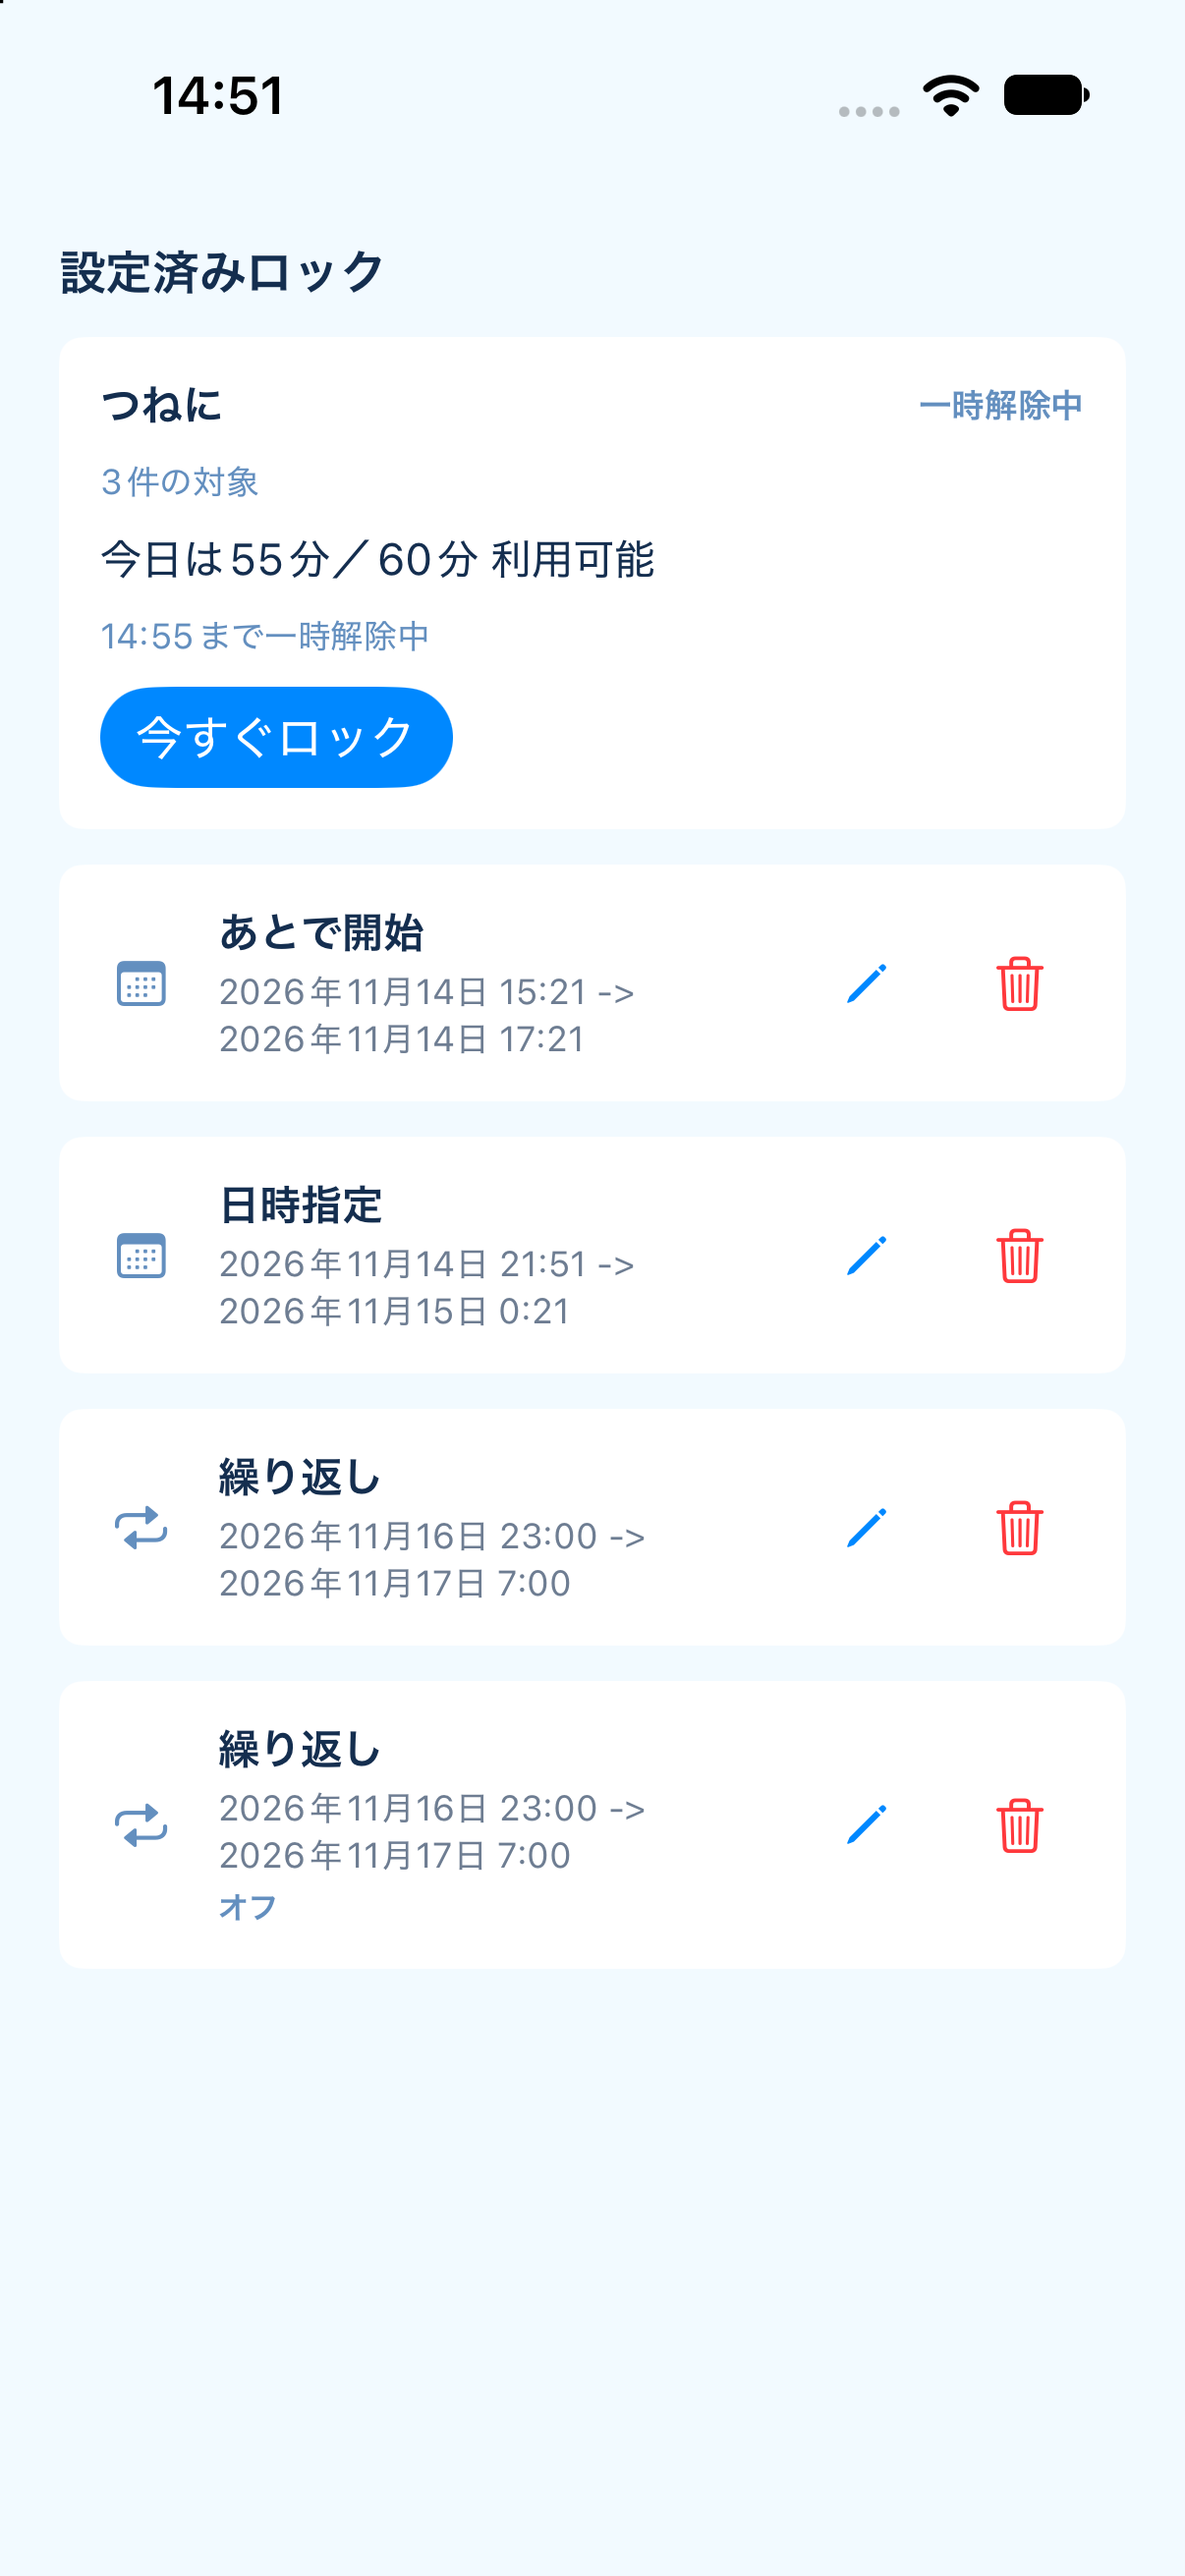 14:51
設定済みロック
つねに
一時解除中
3件の対象
今日は55分／60分 利用可能
14:55まで一時解除中
今すぐロック
あとで開始
2026年11月14日 15:21 ->
2026年11月14日 17:21
日時指定
2026年11月14日 21:51 ->
2026年11月15日 0:21
繰り返し
2026年11月16日 23:00 ->
2026年11月17日 7:00
繰り返し
2026年11月16日 23:00 ->
2026年11月17日 7:00
オフ